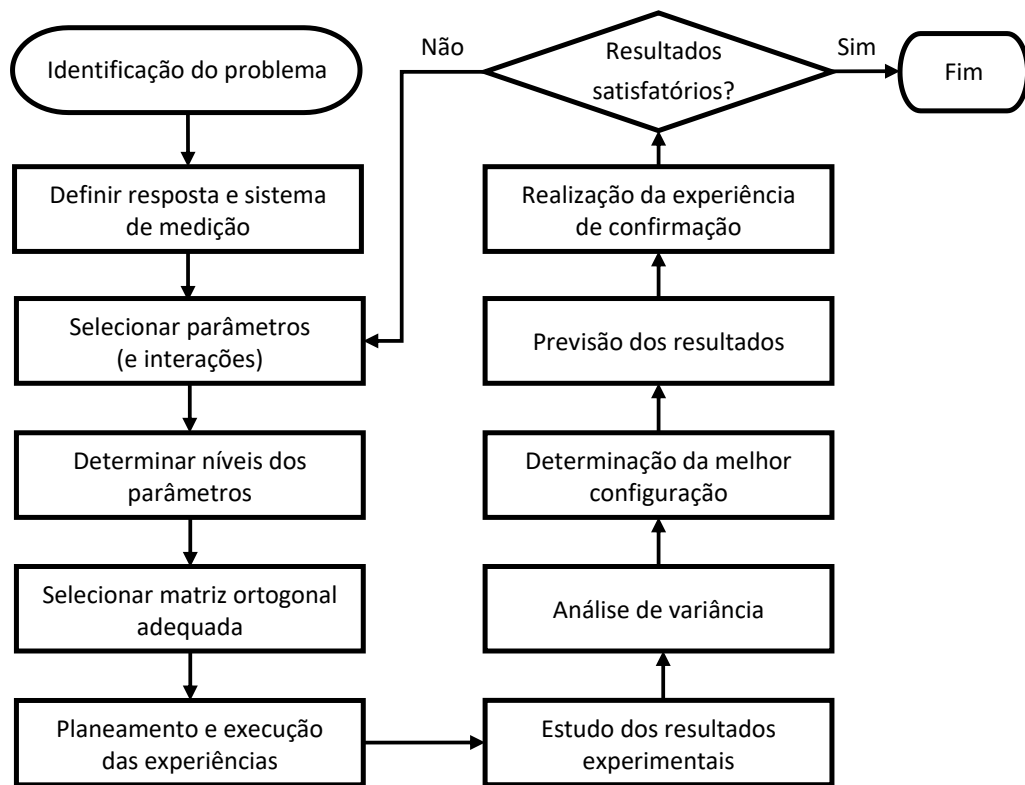 Identificação do problema
Definir resposta e sistema
de medição
Selecionar parâmetros
(e interações)
Determinar níveis dos
parâmetros
Selecionar matriz ortogonal
adequada
Planeamento e execução
das experiências
Estudo dos resultados
experimentais
Análise de variância
Determinação da melhor
configuração
Previsão dos resultados
Realização da experiência
de confirmação
Resultados
satisfatórios?
Não
Sim
Fim